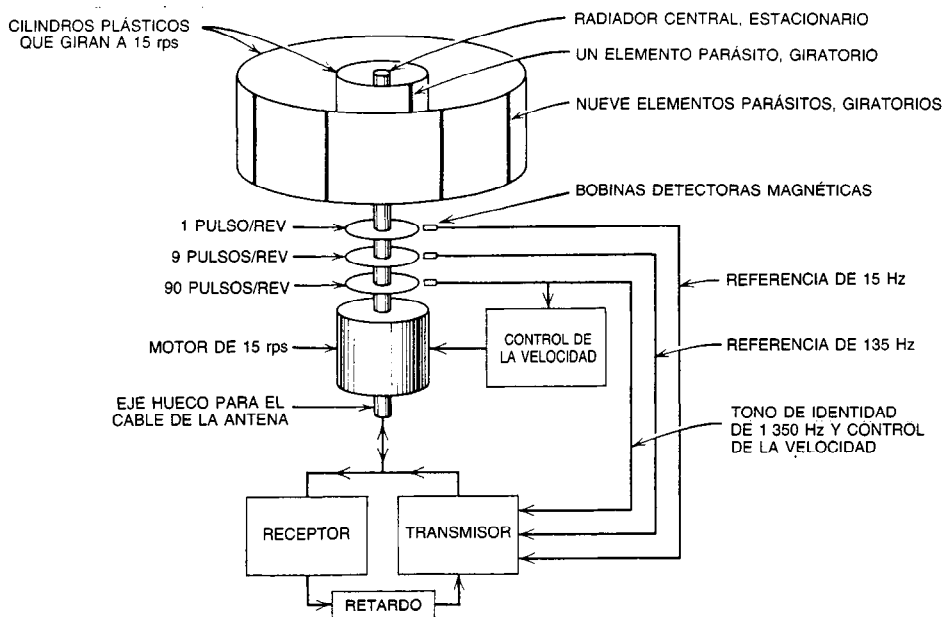 CILINDROS PLÁSTICOS
QUE GIRAN A 15 rps
RADIADOR CENTRAL, ESTACIONARIO
UN ELEMENTO PARÁSITO, GIRATORIO
NUEVE ELEMENTOS PARÁSITOS, GIRATORIOS
BOBINAS DETECTORAS MAGNÉTICAS
1 PULSO/REV
9 PULSOS/REV
90 PULSOS/REV
REFERENCIA DE 15 Hz
MOTOR DE 15 rps
CONTROL DE
LA VELOCIDAD
REFERENCIA DE 135 Hz
EJE HUECO PARA EL
CABLE DE LA ANTENA
TONO DE IDENTIDAD
DE 1 350 Hz Y CONTROL
DE LA VELOCIDAD
RECEPTOR
TRANSMISOR
RETARDO